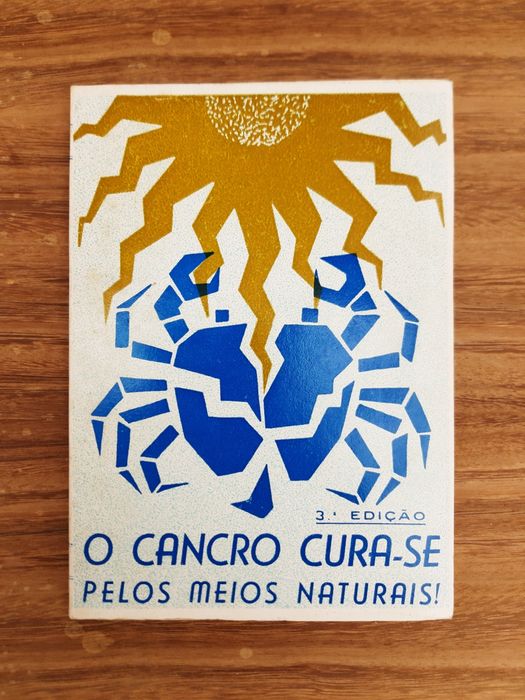 3.ª EDIÇÃO
O CANCRO CURA-SE
PELOS MEIOS NATURAIS!